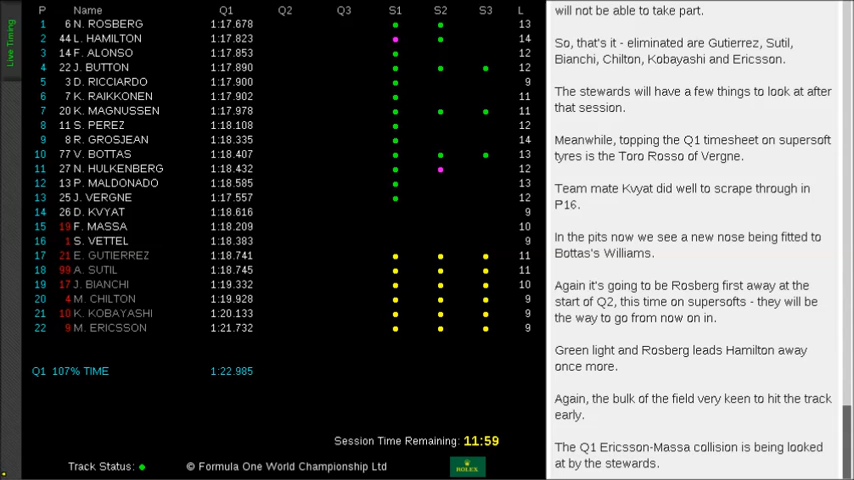 Live Timing
P Name Q1 Q2 Q3 S1 S2 S3 L
1 6 N. ROSBERG 1:17.678 13
2 44 L. HAMILTON 1:17.823 14
3 14 F. ALONSO 1:17.853 12
4 22 J. BUTTON 1:17.890 12
5 3 D. RICCIARDO 1:17.900 9
6 7 K. RAIKKONEN 1:17.902 11
7 20 K. MAGNUSSEN 1:17.978 11
8 11 S. PEREZ 1:18.108 12
9 8 R. GROSJEAN 1:18.335 14
10 77 V. BOTTAS 1:18.407 13
11 27 N. HULKENBERG 1:18.432 12
12 13 P. MALDONADO 1:18.585 13
13 25 J. VERGNE 1:17.557 12
14 26 D. KVYAT 1:18.616 9
15 19 F. MASSA 1:18.209 10
16 1 S. VETTEL 1:18.383 9
17 21 E. GUTIERREZ 1:18.741 11
18 99 A. SUTIL 1:18.745 11
19 17 J. BIANCHI 1:19.332 10
20 4 M. CHILTON 1:19.928 9
21 10 K. KOBAYASHI 1:20.133 9
22 9 M. ERICSSON 1:21.732 9
Q1 107% TIME 1:22.985
Session Time Remaining: 11:59
Track Status: © Formula One World Championship Ltd
ROLEX
will not be able to take part.
So, that's it - eliminated are Gutierrez, Sutil,
Bianchi, Chilton, Kobayashi and Ericsson.
The stewards will have a few things to look at after
that session.
Meanwhile, topping the Q1 timesheet on supersoft
tyres is the Toro Rosso of Vergne.
Team mate Kvyat did well to scrape through in
P16.
In the pits now we see a new nose being fitted to
Bottas's Williams.
Again it's going to be Rosberg first away at the
start of Q2, this time on supersofts - they will be
the way to go from now on in.
Green light and Rosberg leads Hamilton away
once more.
Again, the bulk of the field very keen to hit the track
early.
The Q1 Ericsson-Massa collision is being looked
at by the stewards.